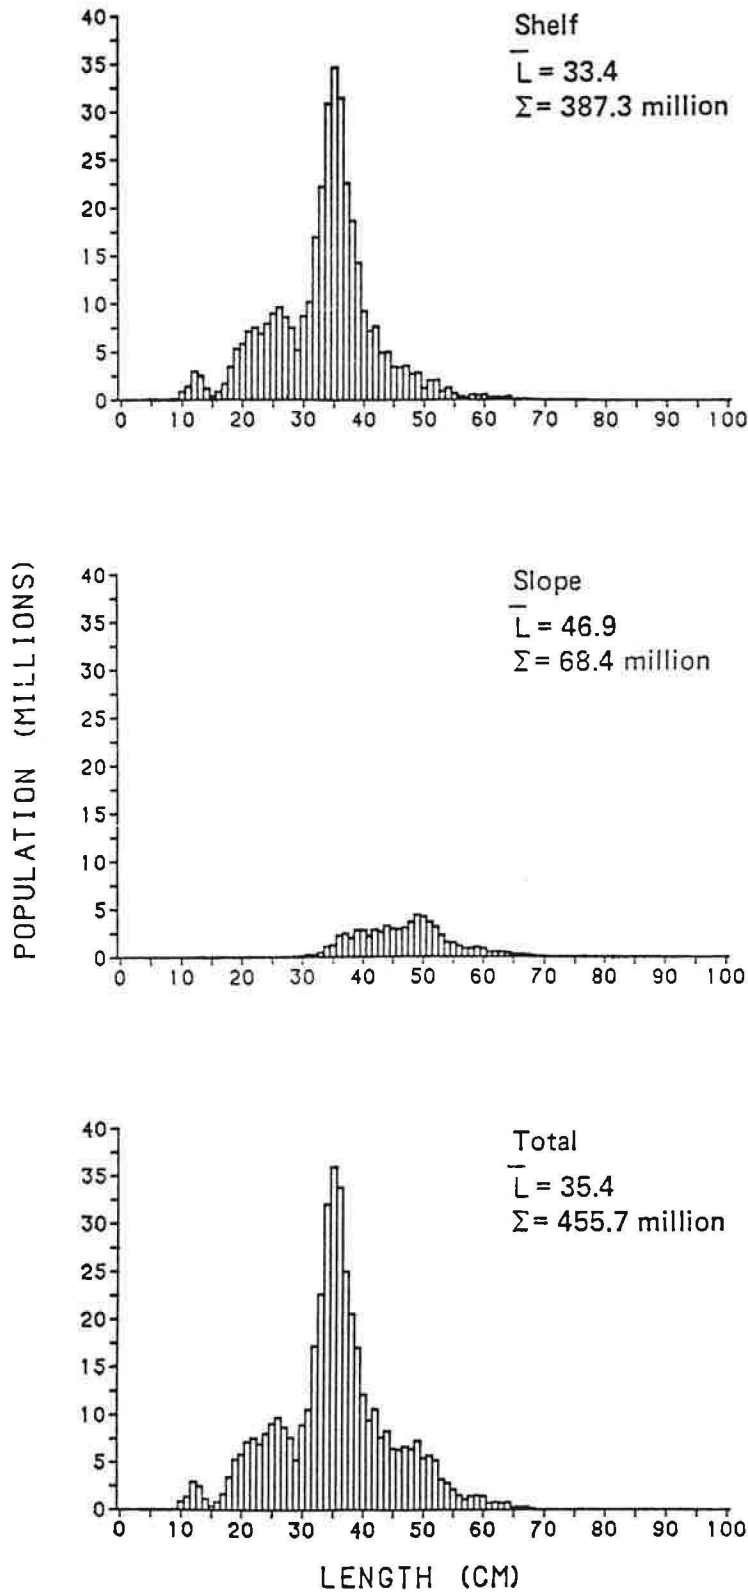 Shelf
L̅ = 33.4
Σ= 387.3 million
40
35
30
25
20
15
10
5
0
0 10 20 30 40 50 60 70 80 90 100
POPULATION (MILLIONS)
Slope
L̅ = 46.9
Σ= 68.4 million
40
35
30
25
20
15
10
5
0
0 10 20 30 40 50 60 70 80 90 100
Total
L̅ = 35.4
Σ= 455.7 million
40
35
30
25
20
15
10
5
0
0 10 20 30 40 50 60 70 80 90 100
LENGTH (CM)